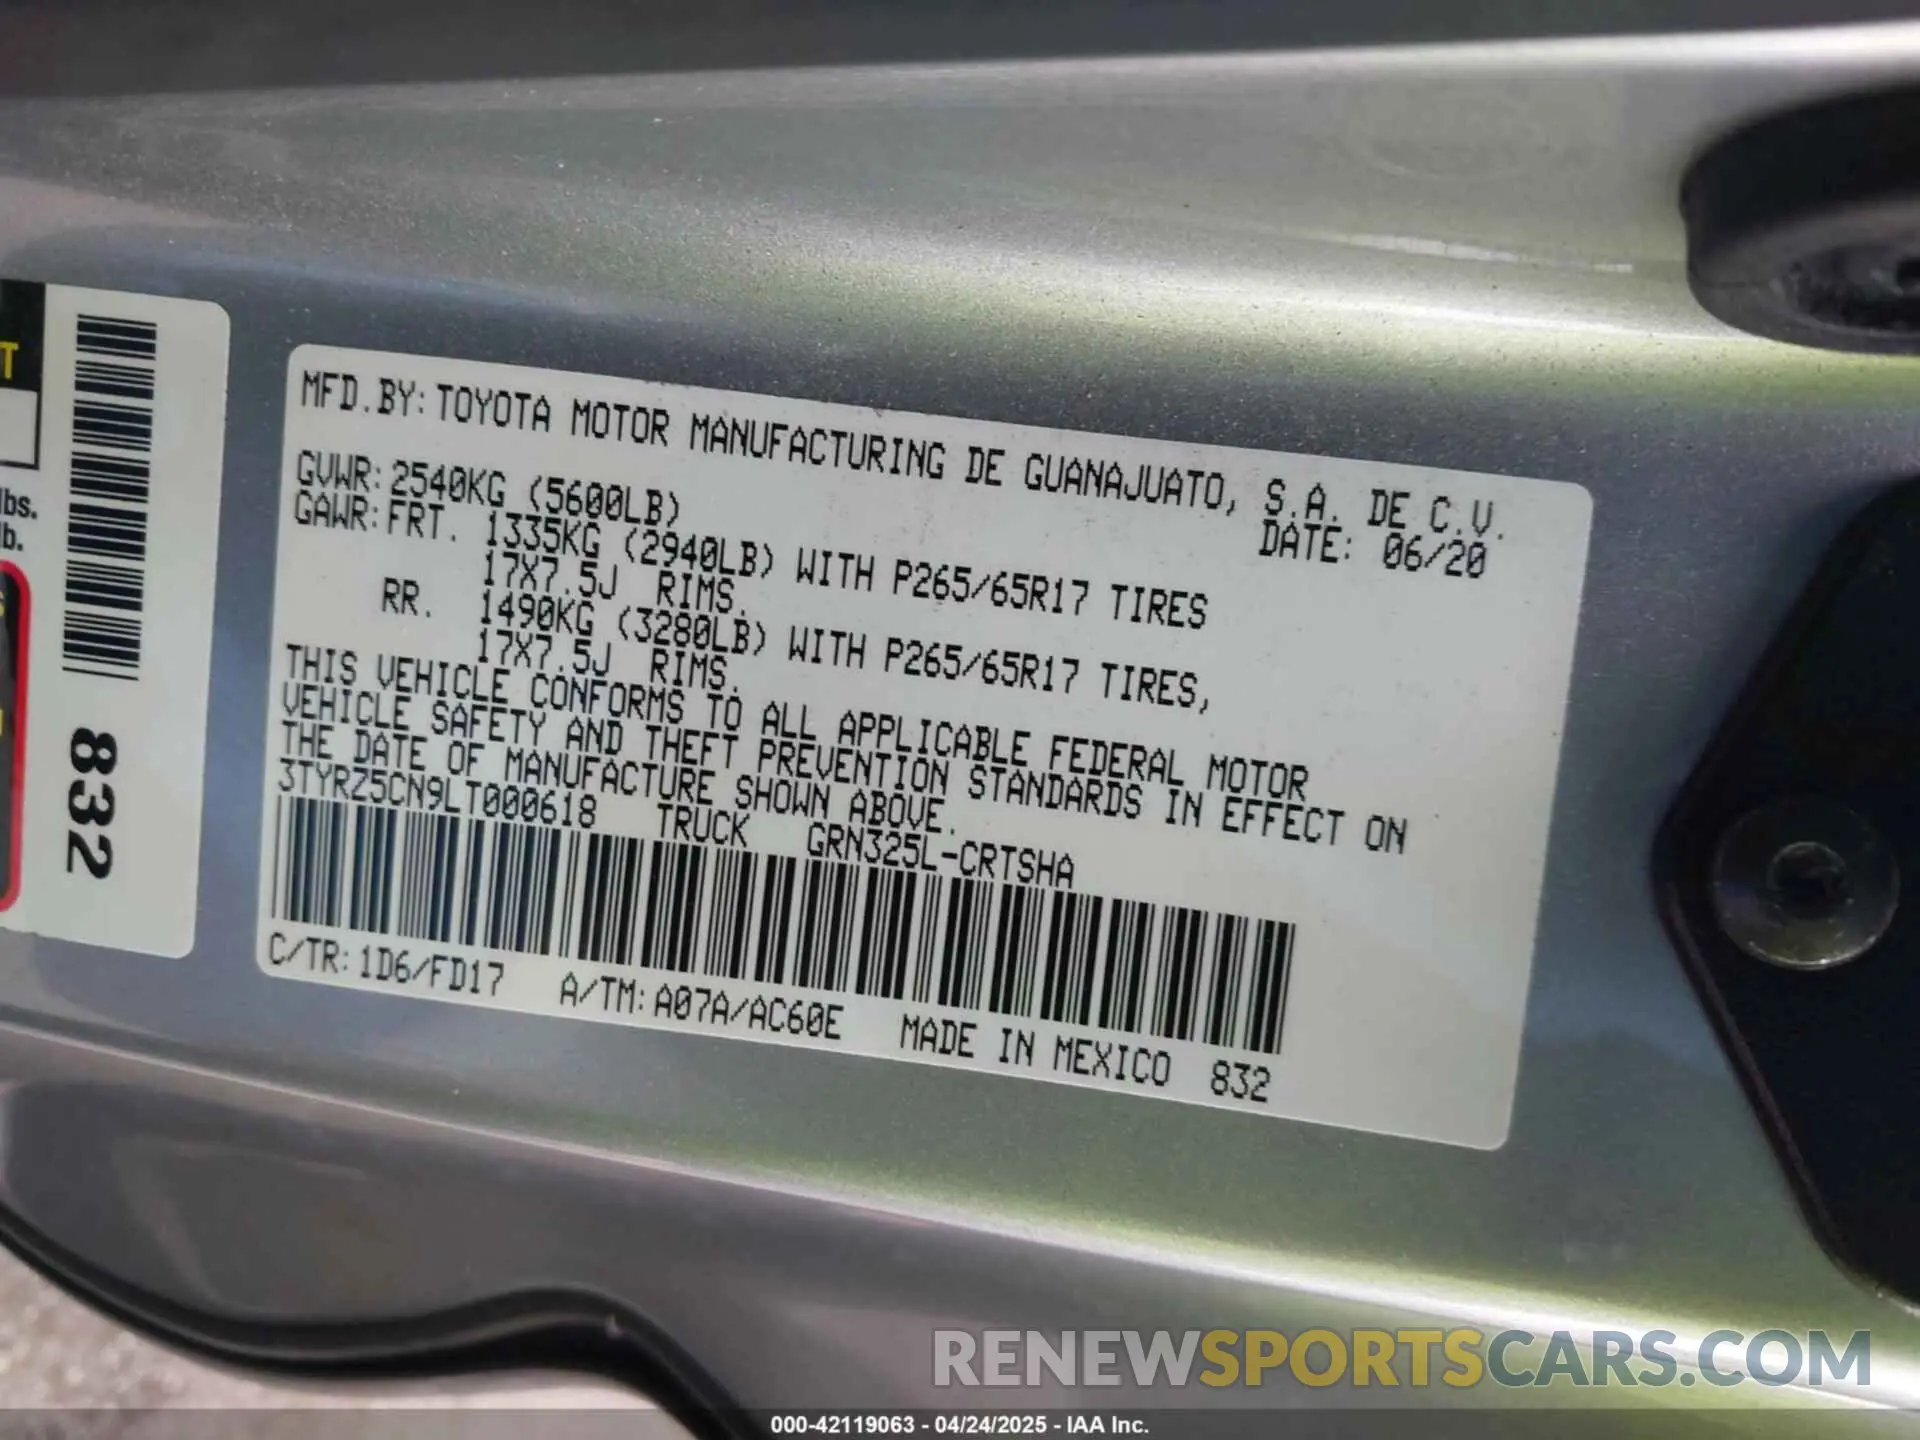 T
lbs.
lb.
832
MFD.BY: TOYOTA MOTOR MANUFACTURING DE GUANAJUATO, S.A. DE C.V.
DATE: 06/20
GVWR: 2540KG (5600LB)
GAWR: FRT. 1335KG (2940LB) WITH P265/65R17 TIRES
17X7.5J RIMS.
RR. 1490KG (3280LB) WITH P265/65R17 TIRES,
17X7.5J RIMS.
THIS VEHICLE CONFORMS TO ALL APPLICABLE FEDERAL MOTOR
VEHICLE SAFETY AND THEFT PREVENTION STANDARDS IN EFFECT ON
THE DATE OF MANUFACTURE SHOWN ABOVE.
3TYRZ5CN9LT000618 TRUCK GRN325L-CRTSHA
C/TR: 1D6/FD17 A/TM: A07A/AC60E MADE IN MEXICO 832
RENEWSPORTSCARS.COM
000-42119063 - 04/24/2025 - IAA Inc.